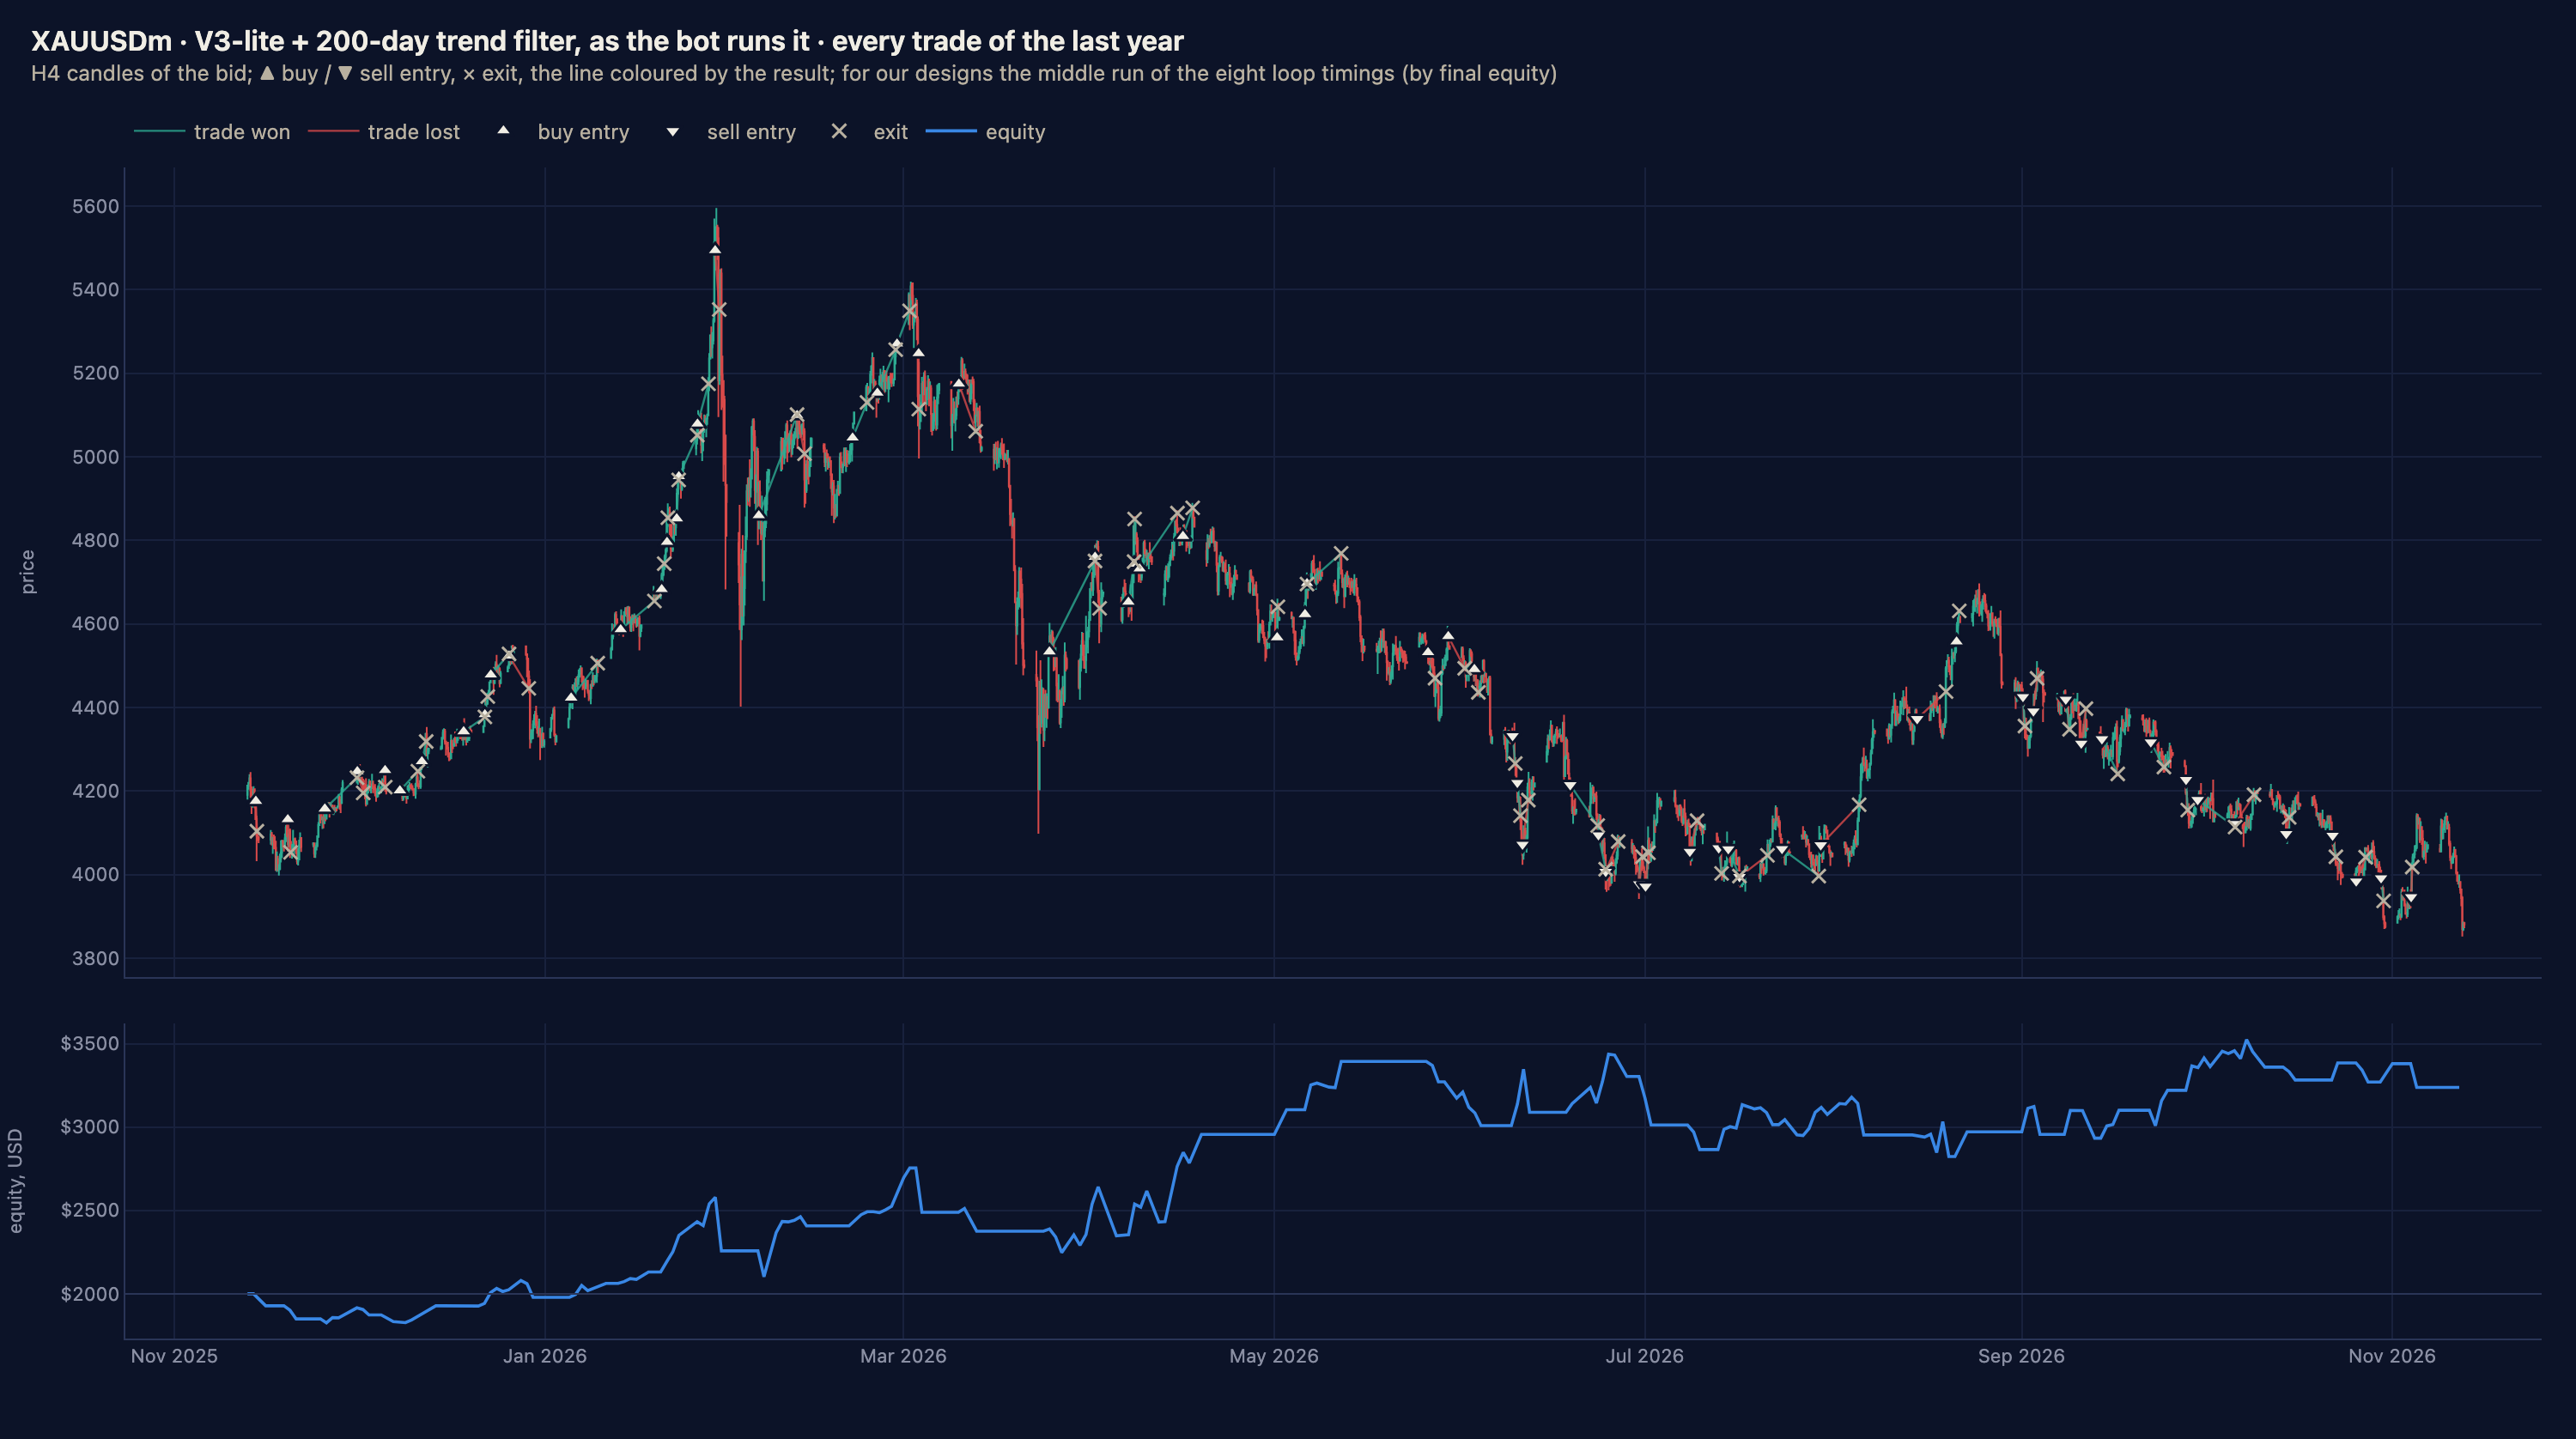 XAUUSDm · V3-lite + 200-day trend filter, as the bot runs it · every trade of the last year
H4 candles of the bid; ▲ buy / ▼ sell entry, × exit, the line coloured by the result; for our designs the middle run of the eight loop timings (by final equity)
trade won trade lost buy entry sell entry exit equity
5600
5400
5200
5000
4800
4600
4400
4200
4000
3800
price
$3500
$3000
$2500
$2000
equity, USD
Nov 2025 Jan 2026 Mar 2026 May 2026 Jul 2026 Sep 2026 Nov 2026